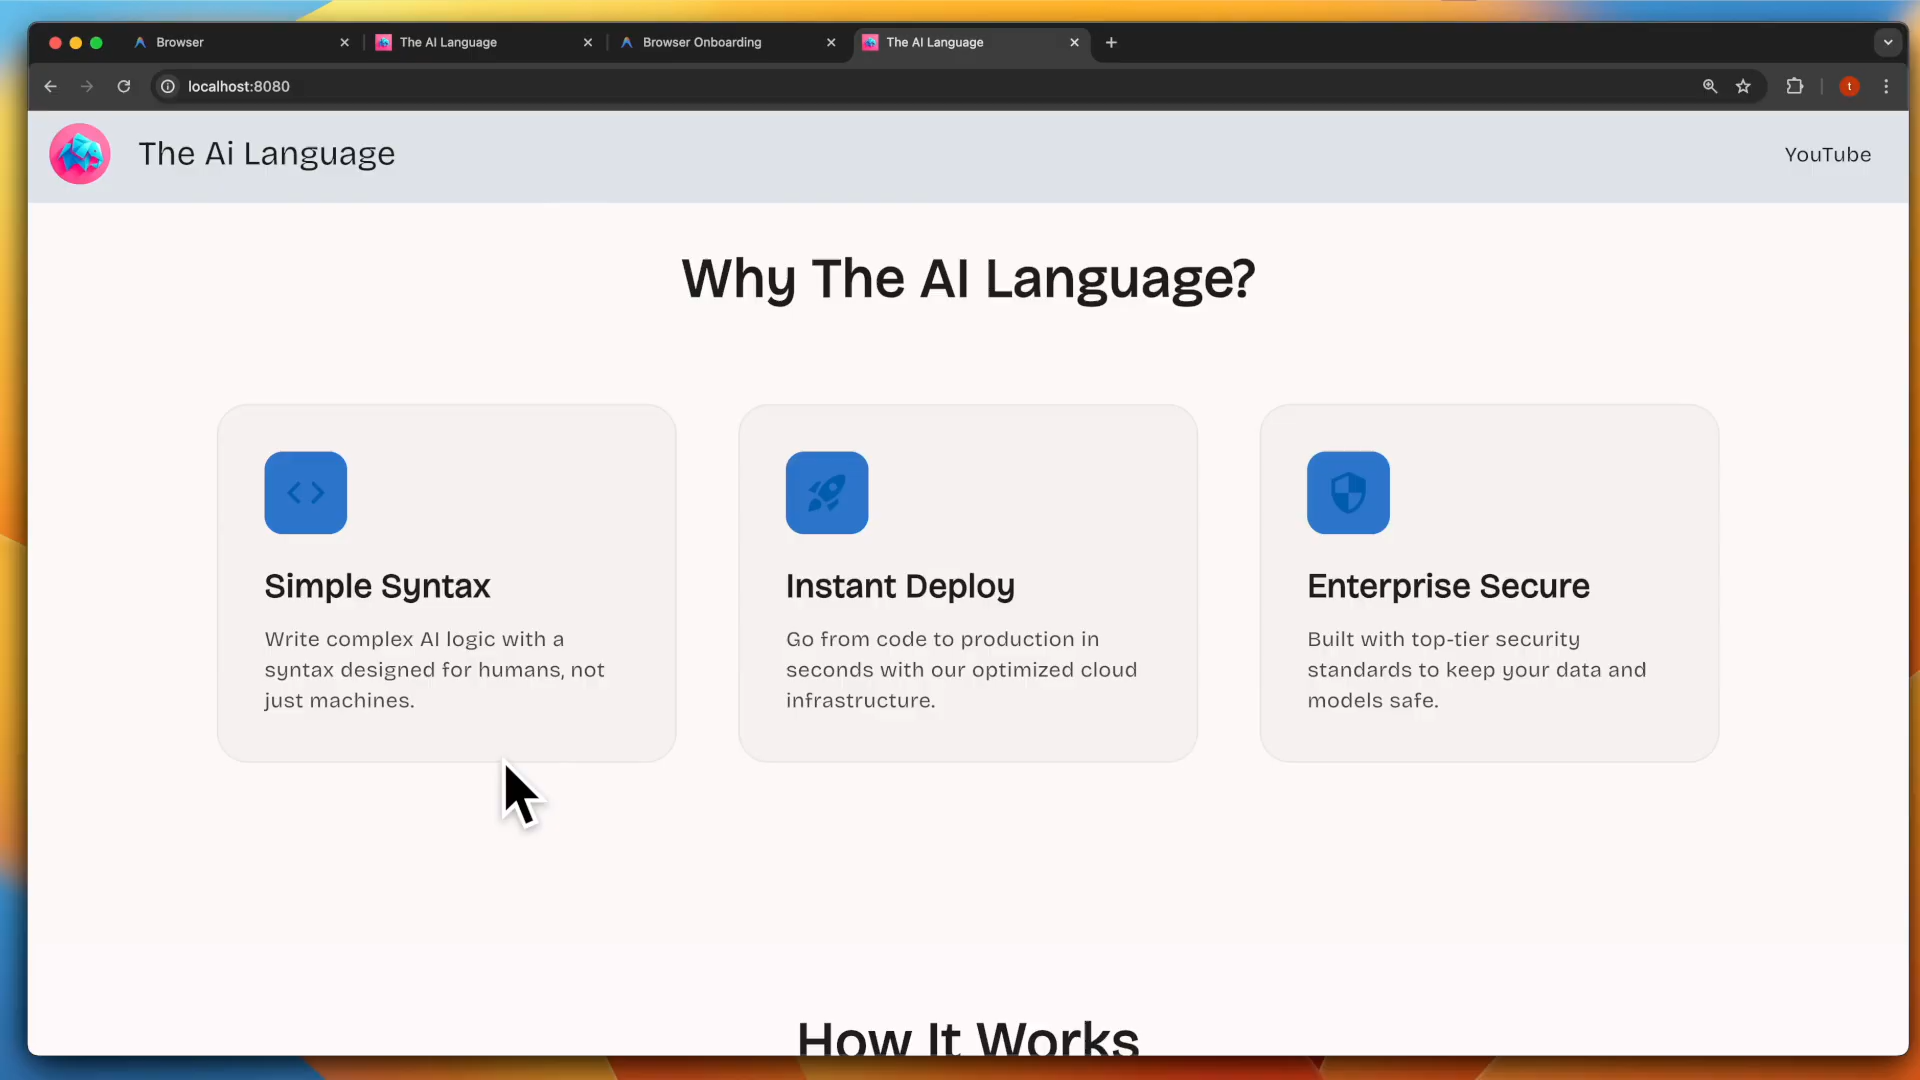 Browser
The AI Language
Browser Onboarding
The AI Language
localhost:8080
t
The Ai Language
YouTube
Why The AI Language?
Simple Syntax
Write complex AI logic with a
syntax designed for humans, not
just machines.
Instant Deploy
Go from code to production in
seconds with our optimized cloud
infrastructure.
Enterprise Secure
Built with top-tier security
standards to keep your data and
models safe.
How It Works